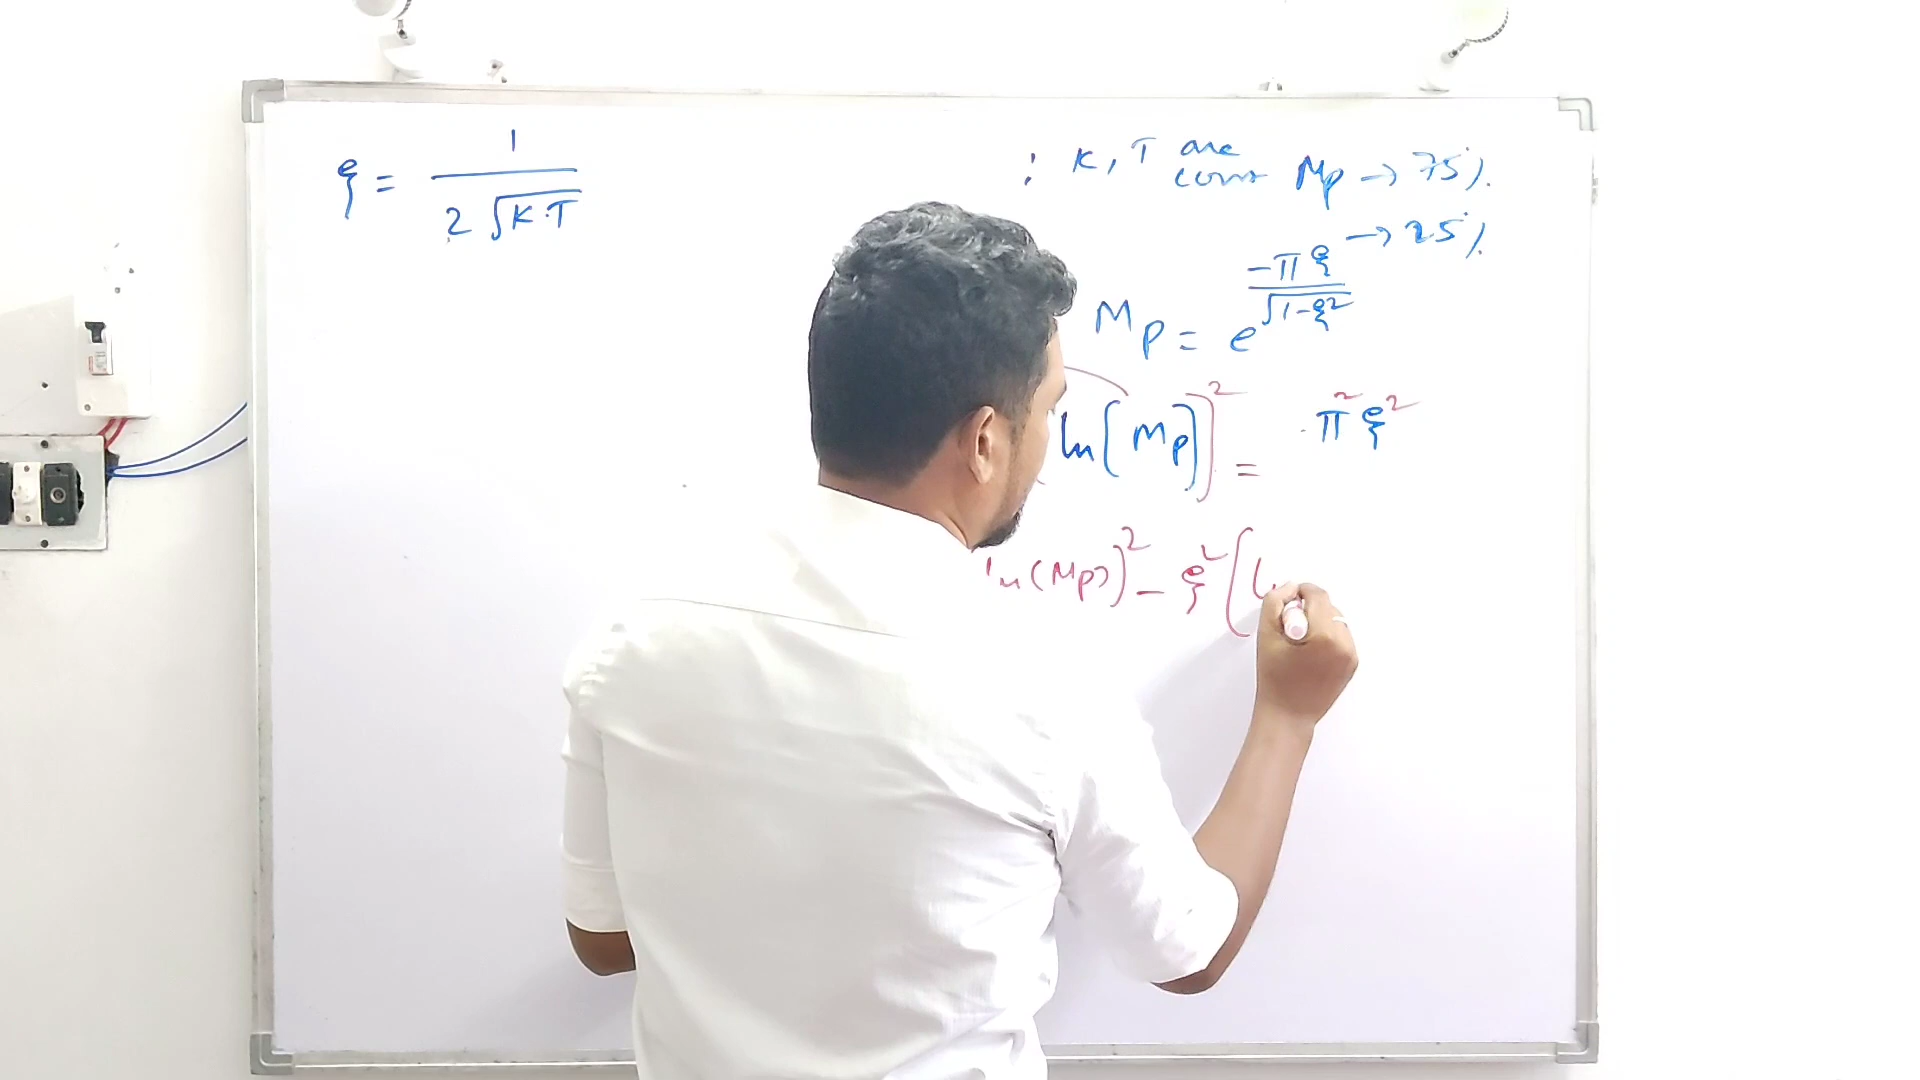 ξ = 1 / 2 √K.T
: K, T are const Mp → 75%.
→ 25%.
Mp = e^(-πξ / √1-ξ²)
ln(Mp))² = π²ξ²
ln(Mp))² - ξ²(l